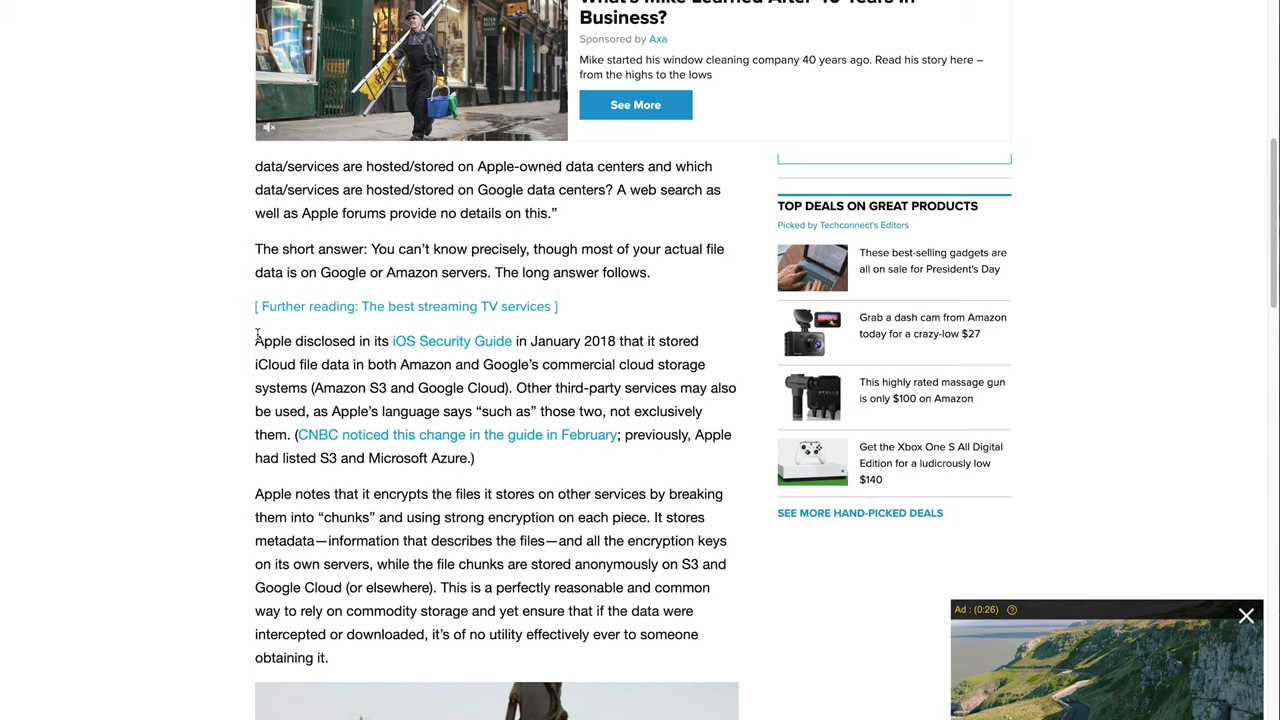 What's Mike Learned After 40 Years In
Business?
Sponsored by Axa
Mike started his window cleaning company 40 years ago. Read his story here –
from the highs to the lows
See More
data/services are hosted/stored on Apple-owned data centers and which
data/services are hosted/stored on Google data centers? A web search as
well as Apple forums provide no details on this.”
The short answer: You can’t know precisely, though most of your actual file
data is on Google or Amazon servers. The long answer follows.
[ Further reading: The best streaming TV services ]
Apple disclosed in its iOS Security Guide in January 2018 that it stored
iCloud file data in both Amazon and Google’s commercial cloud storage
systems (Amazon S3 and Google Cloud). Other third-party services may also
be used, as Apple’s language says “such as” those two, not exclusively
them. (CNBC noticed this change in the guide in February; previously, Apple
had listed S3 and Microsoft Azure.)
Apple notes that it encrypts the files it stores on other services by breaking
them into “chunks” and using strong encryption on each piece. It stores
metadata—information that describes the files—and all the encryption keys
on its own servers, while the file chunks are stored anonymously on S3 and
Google Cloud (or elsewhere). This is a perfectly reasonable and common
way to rely on commodity storage and yet ensure that if the data were
intercepted or downloaded, it’s of no utility effectively ever to someone
obtaining it.
TOP DEALS ON GREAT PRODUCTS
Picked by Techconnect's Editors
These best-selling gadgets are
all on sale for President's Day
Grab a dash cam from Amazon
today for a crazy-low $27
This highly rated massage gun
is only $100 on Amazon
Get the Xbox One S All Digital
Edition for a ludicrously low
$140
SEE MORE HAND-PICKED DEALS
Ad : (0:26)